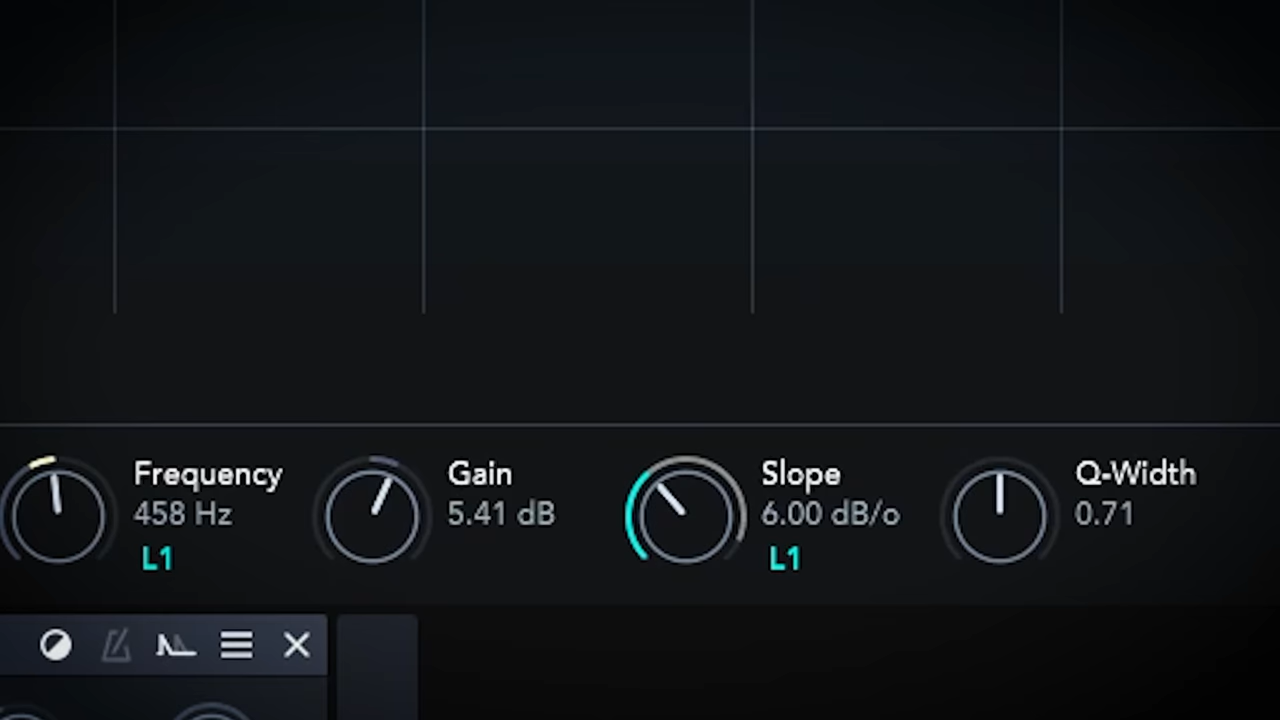 Frequency
458 Hz
L1
Gain
5.41 dB
Slope
6.00 dB/o
L1
Q-Width
0.71